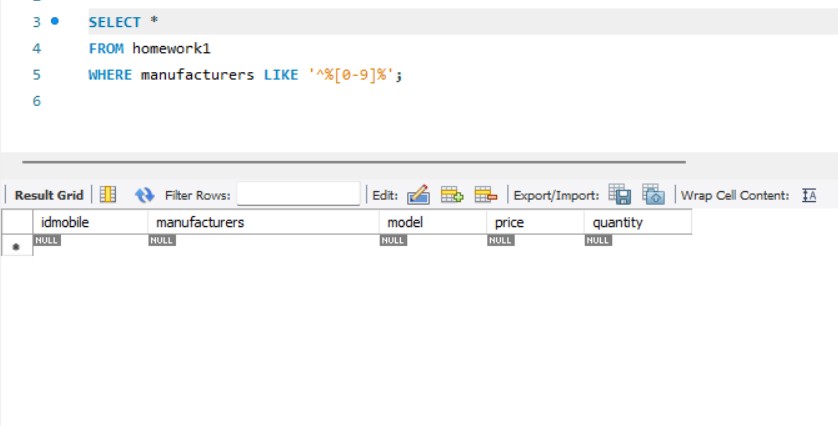 3 SELECT *
4 FROM homework1
5 WHERE manufacturers LIKE '^%[0-9]%';
6
Result Grid Filter Rows: Edit: Export/Import: Wrap Cell Content: IA
idmobile manufacturers model price quantity
* NULL NULL NULL NULL NULL